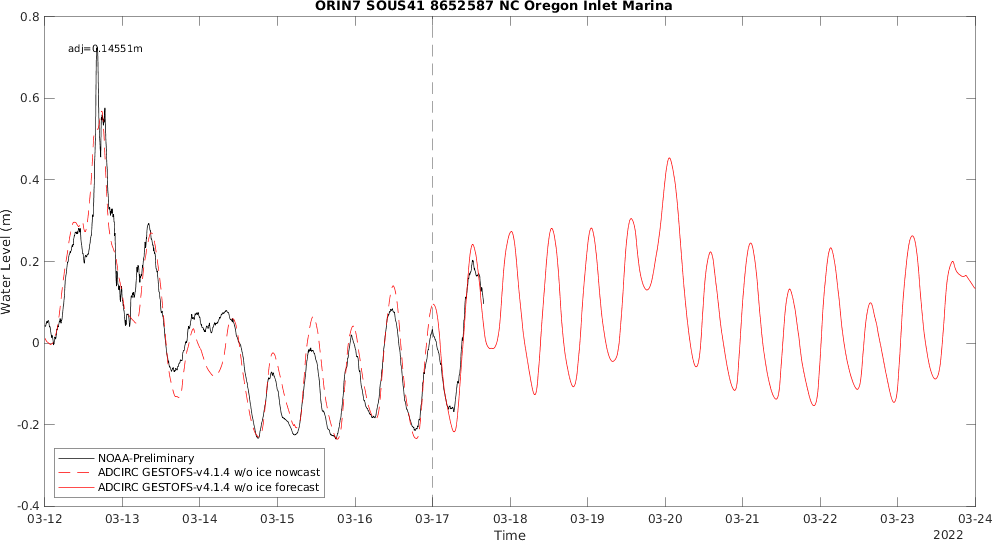 ORIN7 SOUS41 8652587 NC Oregon Inlet Marina
adj=0.14551m
0.8
0.6
0.4
0.2
0
-0.2
-0.4
Water Level (m)
NOAA-Preliminary
ADCIRC GESTOFS-v4.1.4 w/o ice nowcast
ADCIRC GESTOFS-v4.1.4 w/o ice forecast
03-12 03-13 03-14 03-15 03-16 03-17 03-18 03-19 03-20 03-21 03-22 03-23 03-24
Time
2022